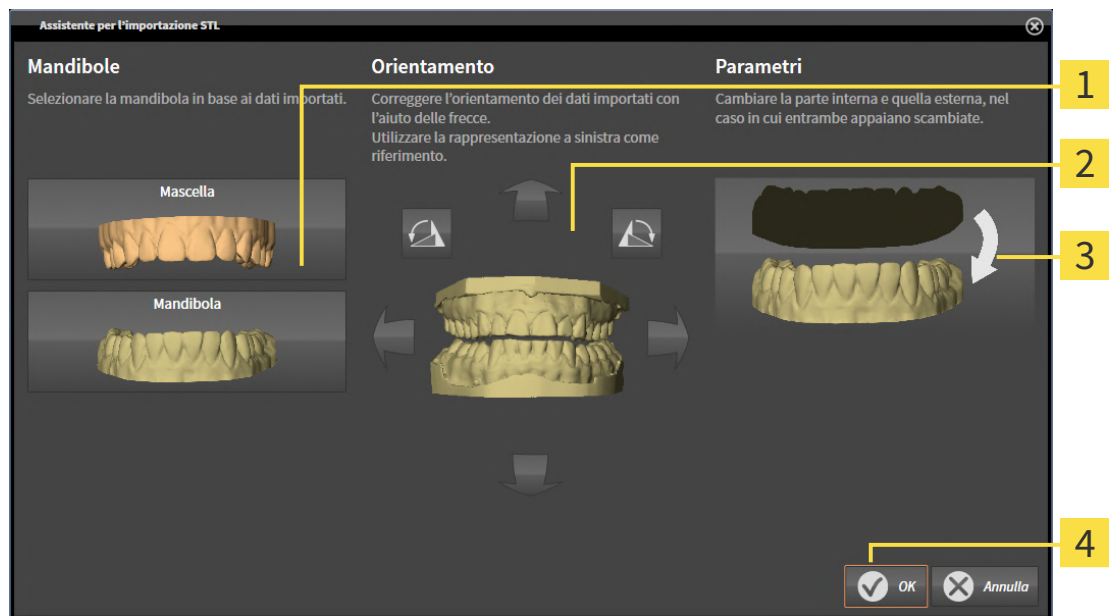 Assistente per l'importazione STL
Mandibole
Selezionare la mandibola in base ai dati importati.
Mascella
Mandibola
Orientamento
Correggere l'orientamento dei dati importati con
l'aiuto delle frecce.
Utilizzare la rappresentazione a sinistra come
riferimento.
Parametri
Cambiare la parte interna e quella esterna, nel
caso in cui entrambe appaiano scambiate.
OK
Annulla
1
2
3
4